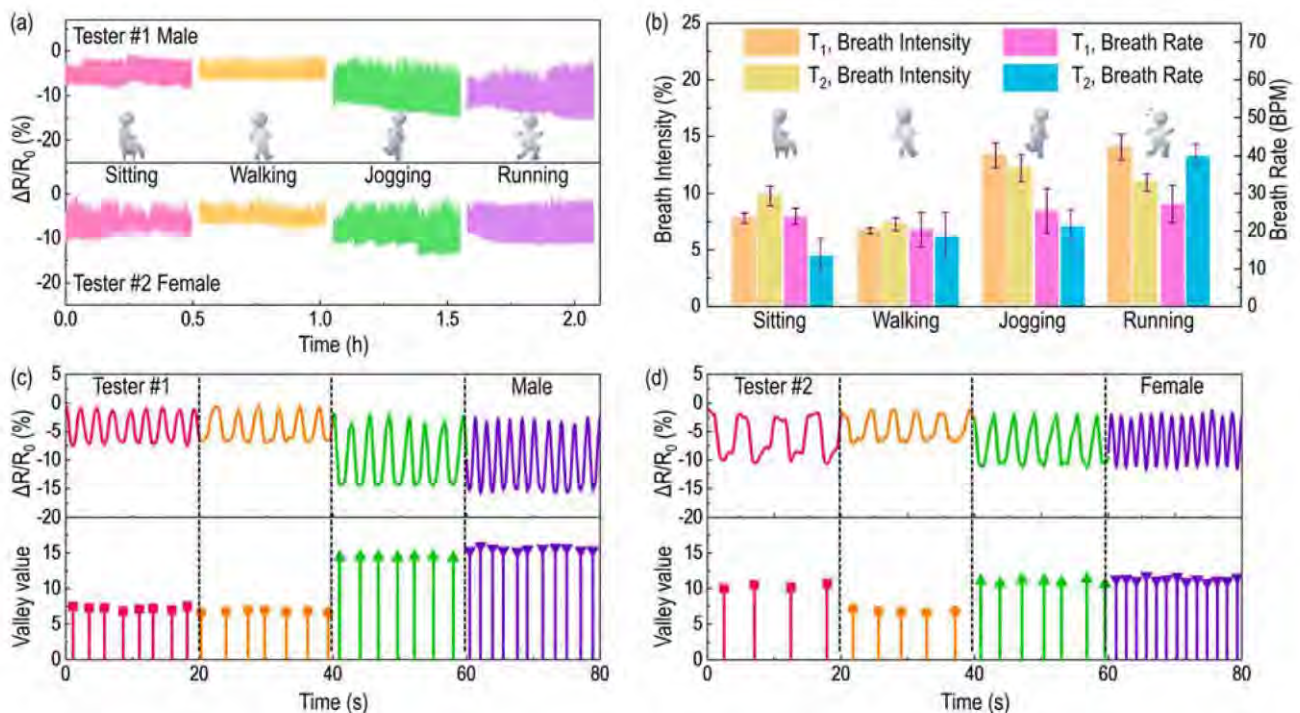 (a)
Tester #1 Male
0
-10
-20
Sitting
Walking
Jogging
Running
0
-10
-20
Tester #2 Female
ΔR/R₀ (%)
0.0
0.5
1.0
1.5
2.0
Time (h)
(b)
25
20
15
10
5
0
Breath Intensity (%)
T₁, Breath Intensity
T₁, Breath Rate
T₂, Breath Intensity
T₂, Breath Rate
70
60
50
40
30
20
10
0
Breath Rate (BPM)
Sitting
Walking
Jogging
Running
(c)
Tester #1
Male
5
0
-5
-10
-15
-20
ΔR/R₀ (%)
15
10
5
0
Valley value
0
20
40
60
80
Time (s)
(d)
Tester #2
Female
5
0
-5
-10
-15
-20
ΔR/R₀ (%)
15
10
5
0
Valley value
0
20
40
60
80
Time (s)